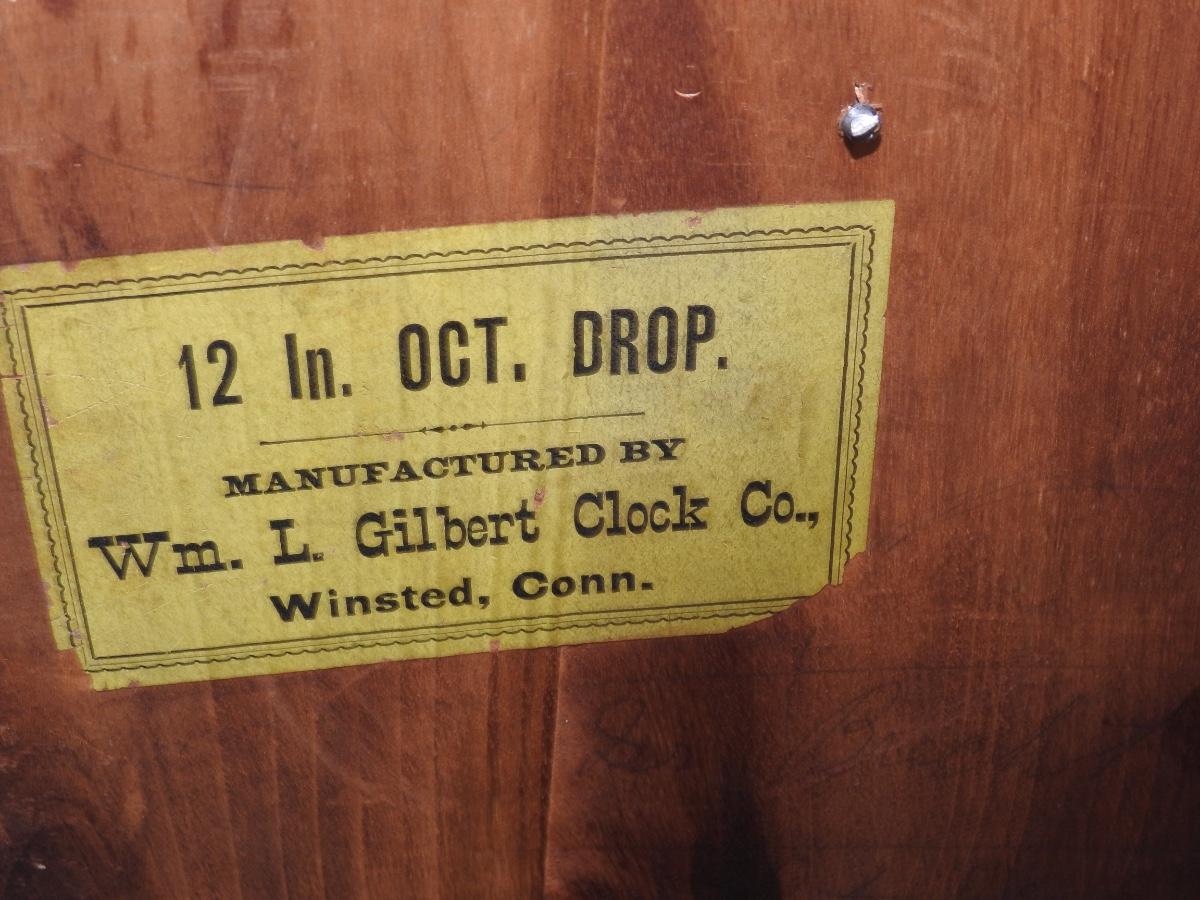 12 In. OCT. DROP.
MANUFACTURED BY
Wm. L. Gilbert Clock Co.,
Winsted, Conn.